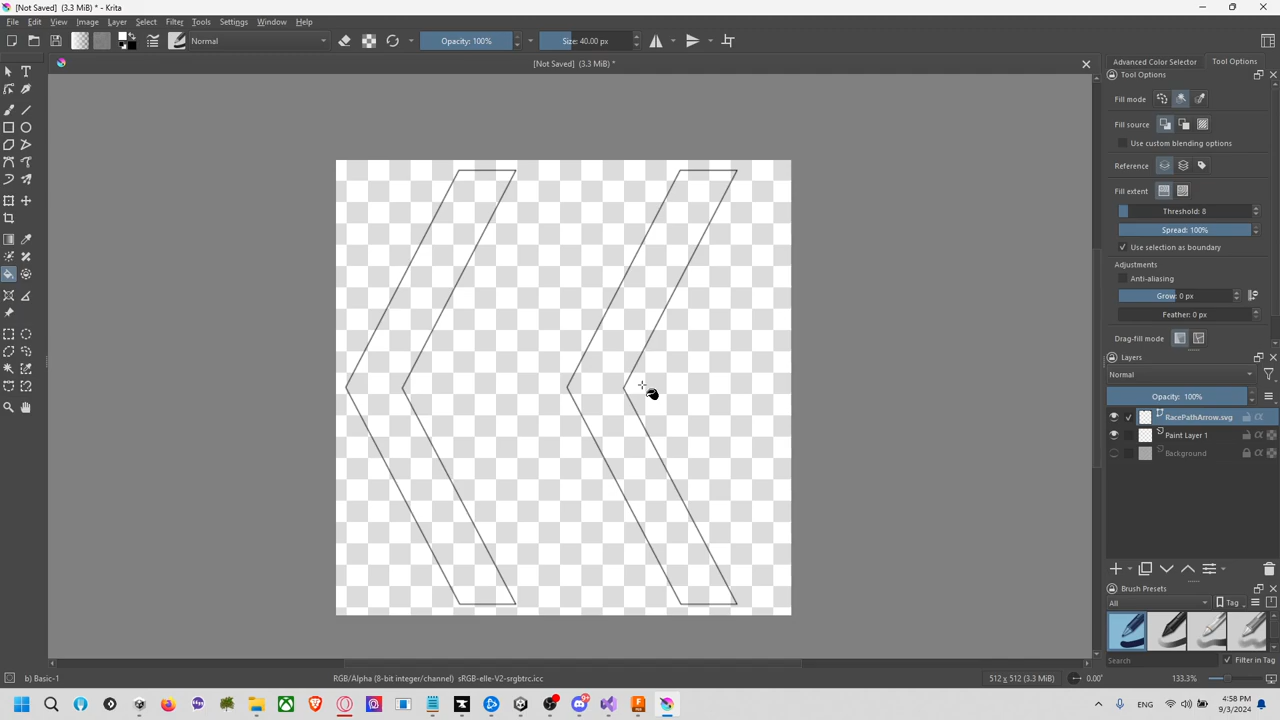 [Not Saved] (3.3 MiB) * - Krita
File Edit View Image Layer Select Filter Tools Settings Window Help
Normal
Opacity: 100%
Size: 40.00 px
[Not Saved] (3.3 MiB) *
Advanced Color Selector
Tool Options
Tool Options
Fill mode
Fill source
Use custom blending options
Reference
Fill extent
Threshold: 8
Spread: 100%
Use selection as boundary
Adjustments
Anti-aliasing
Grow: 0 px
Feather: 0 px
Drag-fill mode
Layers
Normal
Opacity: 100%
RacePathArrow.svg
Paint Layer 1
Background
Brush Presets
All
Tag
Search
Filter in Tag
b) Basic-1
RGB/Alpha (8-bit integer/channel) sRGB-elle-V2-srgbtrc.icc
512 x 512 (3.3 MiB)
0.00°
133.3%
ENG
4:58 PM
9/3/2024